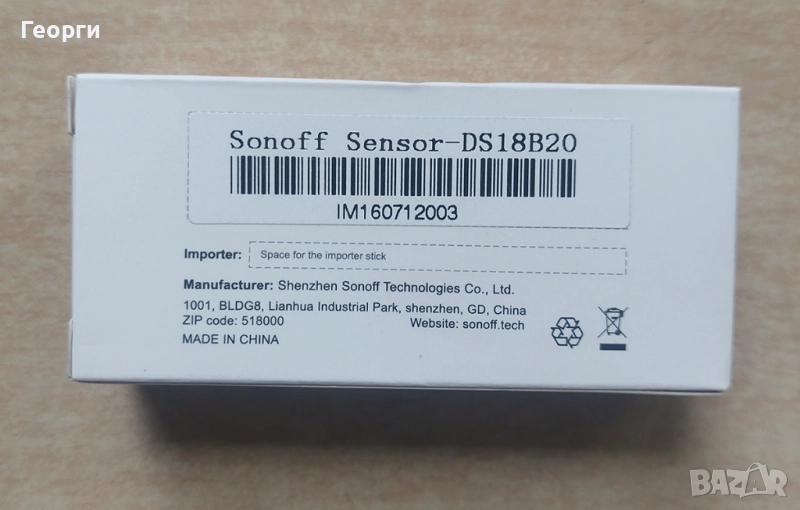 Георги
Sonoff Sensor-DS18B20
IM160712003
Importer: Space for the importer stick
Manufacturer: Shenzhen Sonoff Technologies Co., Ltd.
1001, BLDG8, Lianhua Industrial Park, shenzhen, GD, China
ZIP code: 518000 Website: sonoff.tech
MADE IN CHINA
BAZAR